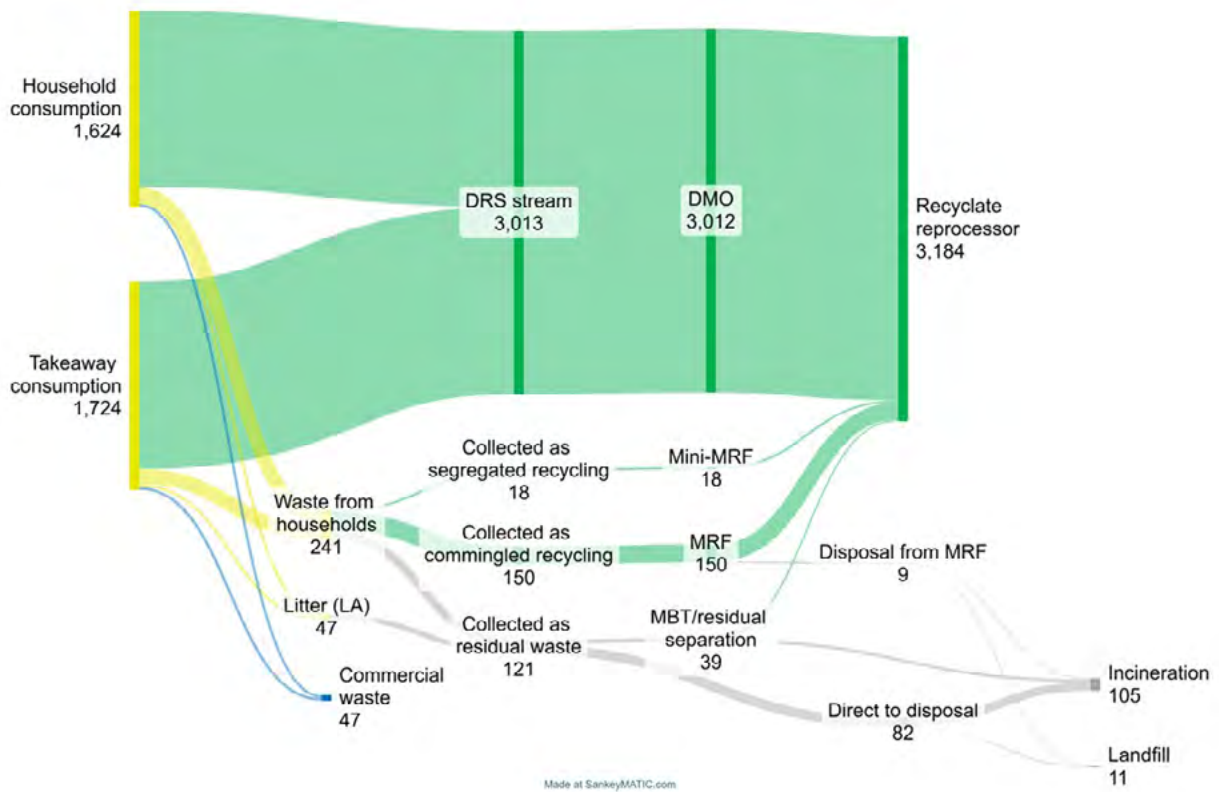 Household
consumption
1,624
DRS stream
3,013
DMO
3,012
Recyclate
reprocessor
3,184
Takeaway
consumption
1,724
Collected as
segregated recycling
18
Mini-MRF
18
Waste from
households
241
Collected as
commingled recycling
150
MRF
150
Disposal from MRF
9
Litter (LA)
47
Collected as
residual waste
121
MBT/residual
separation
39
Commercial
waste
47
Direct to disposal
82
Incineration
105
Landfill
11
Made at SankeyMATIC.com